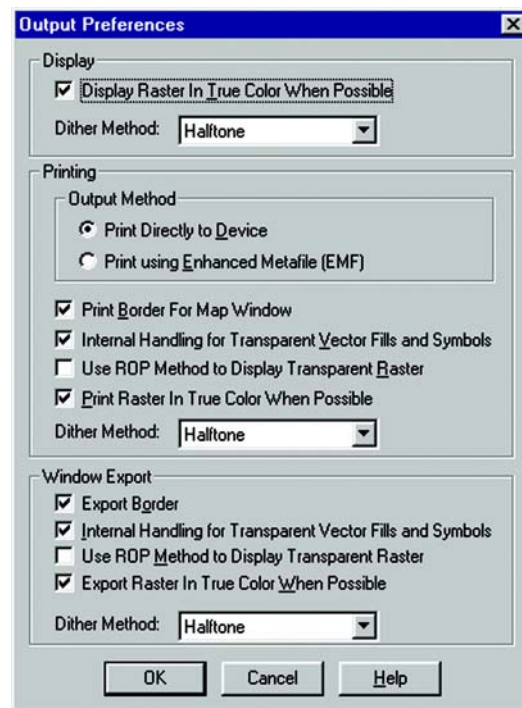 Output Preferences
Display
Display Raster In True Color When Possible
Dither Method: Halftone
Printing
Output Method
Print Directly to Device
Print using Enhanced Metafile (EMF)
Print Border For Map Window
Internal Handling for Transparent Vector Fills and Symbols
Use ROP Method to Display Transparent Raster
Print Raster In True Color When Possible
Dither Method: Halftone
Window Export
Export Border
Internal Handling for Transparent Vector Fills and Symbols
Use ROP Method to Display Transparent Raster
Export Raster In True Color When Possible
Dither Method: Halftone
OK Cancel Help